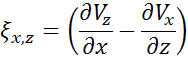 ξ_{x,z} = (∂V_z/∂x − ∂V_x/∂z)